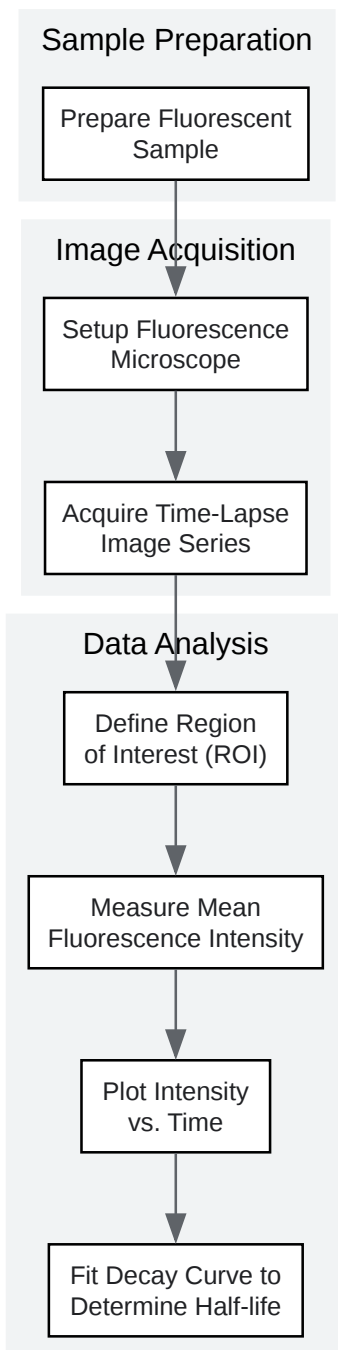 Sample Preparation
Prepare Fluorescent
Sample
Image Acquisition
Setup Fluorescence
Microscope
Acquire Time-Lapse
Image Series
Data Analysis
Define Region
of Interest (ROI)
Measure Mean
Fluorescence Intensity
Plot Intensity
vs. Time
Fit Decay Curve to
Determine Half-life